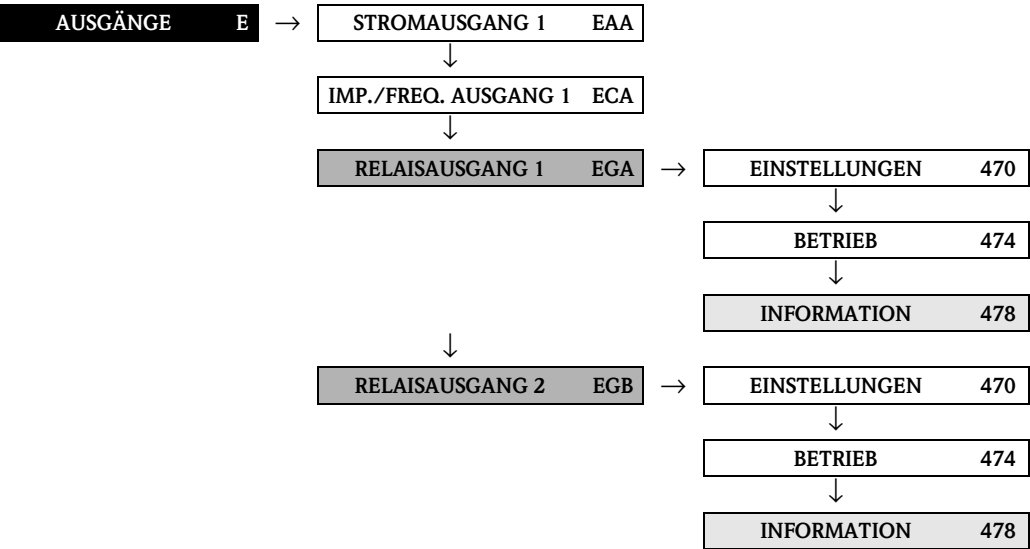 AUSGÄNGE E → STROMAUSGANG 1 EAA
↓
IMP./FREQ. AUSGANG 1 ECA
↓
RELAISAUSGANG 1 EGA → EINSTELLUNGEN 470
↓
BETRIEB 474
↓
INFORMATION 478
↓
RELAISAUSGANG 2 EGB → EINSTELLUNGEN 470
↓
BETRIEB 474
↓
INFORMATION 478